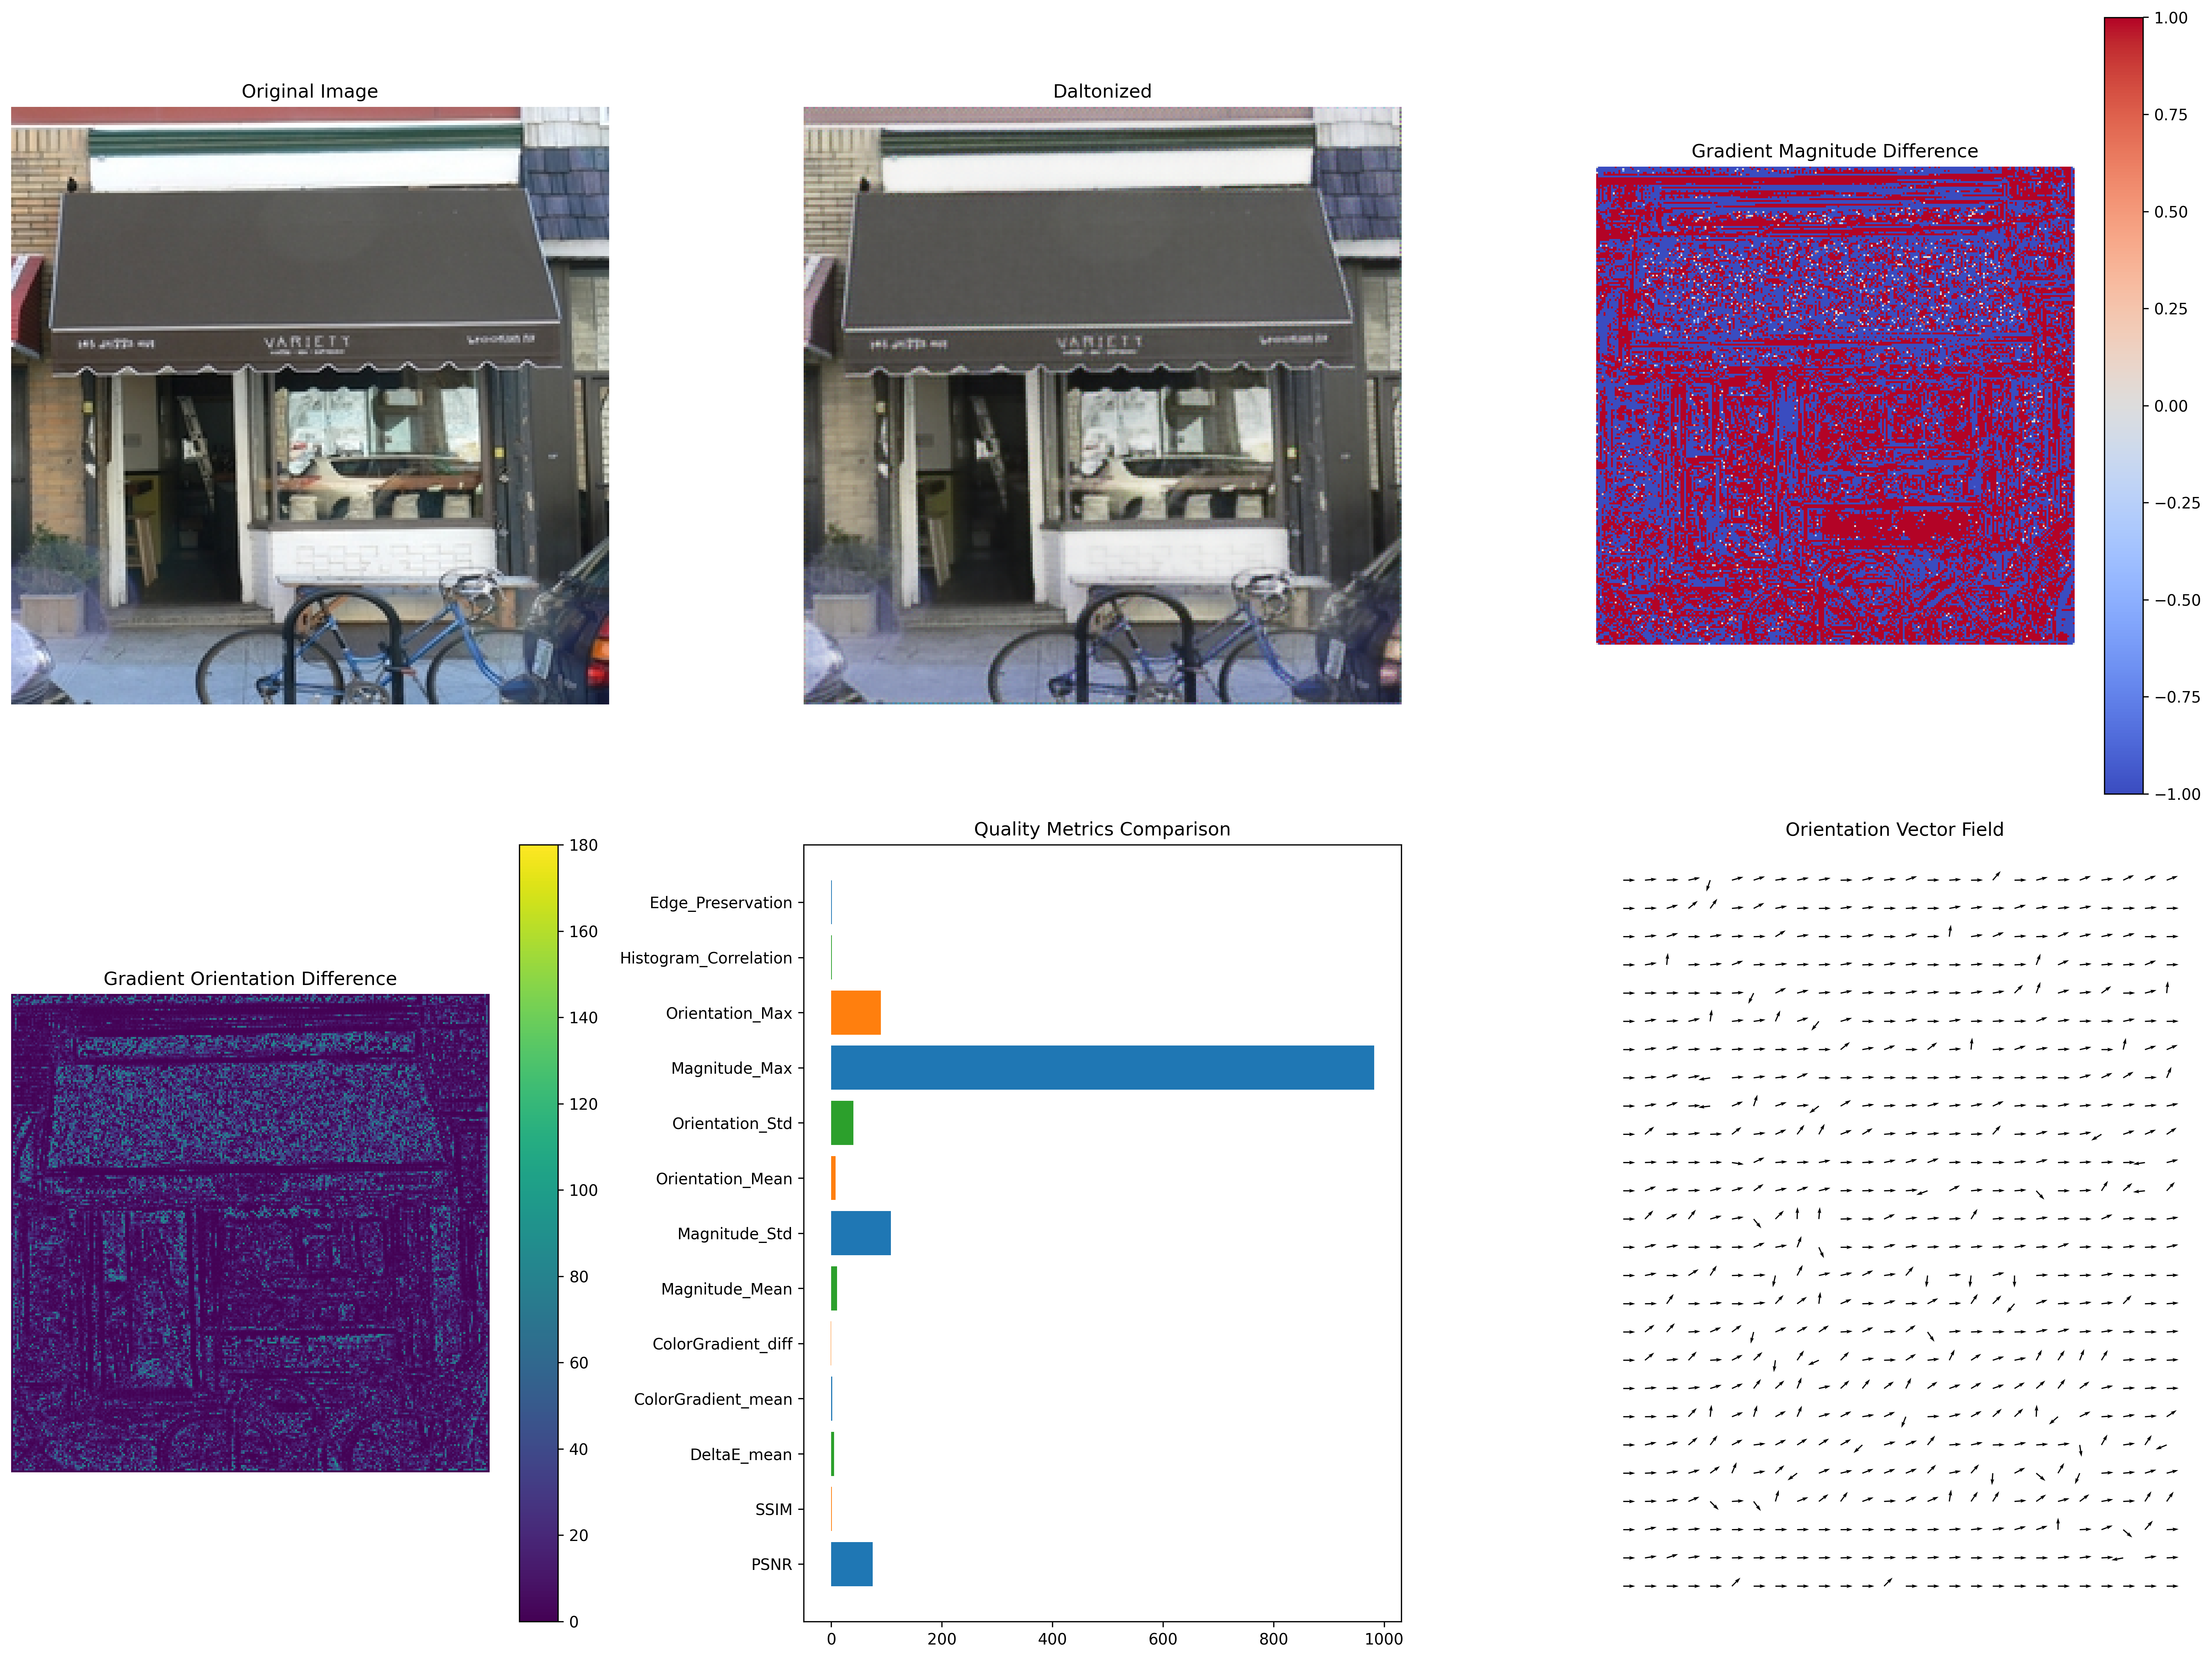 Original Image
Daltonized
Gradient Magnitude Difference
1.00
0.75
0.50
0.25
0.00
−0.25
−0.50
−0.75
−1.00
VARIETY
VARIETY
Gradient Orientation Difference
180
160
140
120
100
80
60
40
20
0
Quality Metrics Comparison
Edge_Preservation
Histogram_Correlation
Orientation_Max
Magnitude_Max
Orientation_Std
Orientation_Mean
Magnitude_Std
Magnitude_Mean
ColorGradient_diff
ColorGradient_mean
DeltaE_mean
SSIM
PSNR
0 200 400 600 800 1000
Orientation Vector Field